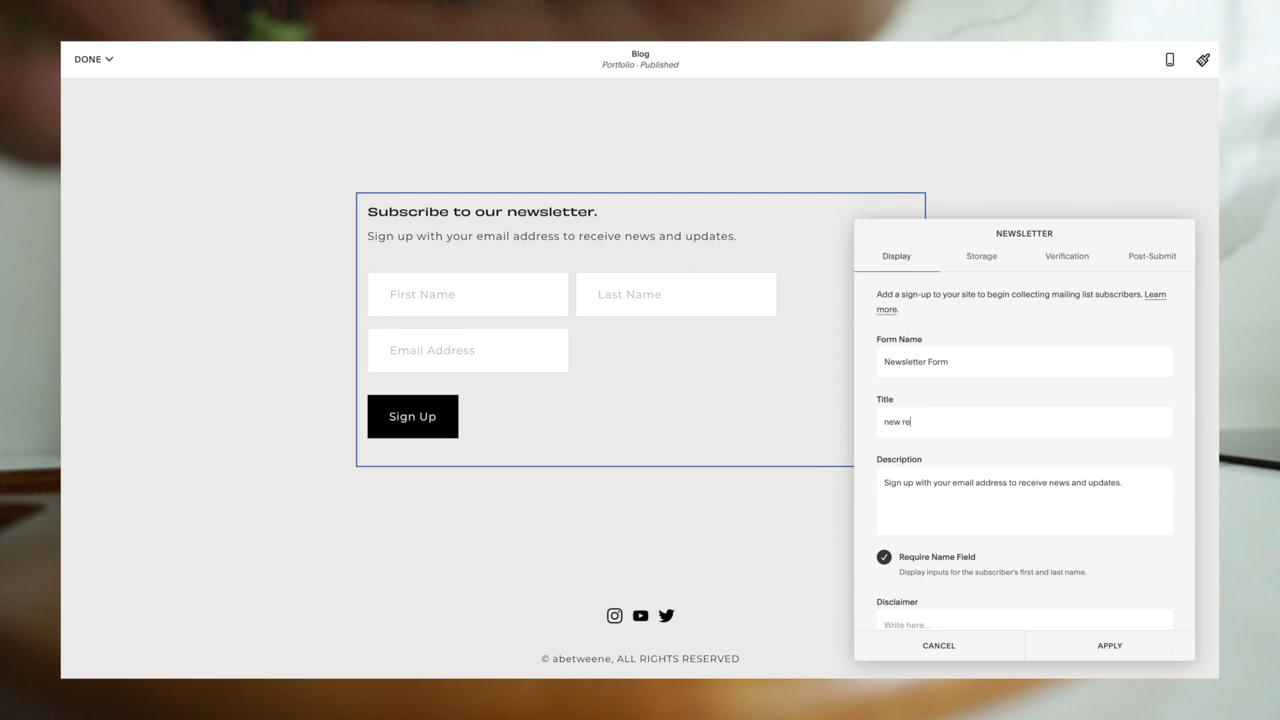 DONE
Blog
Portfolio · Published
Subscribe to our newsletter.
Sign up with your email address to receive news and updates.
First Name
Last Name
Email Address
Sign Up
© abetweene, ALL RIGHTS RESERVED
NEWSLETTER
Display
Storage
Verification
Post-Submit
Add a sign-up to your site to begin collecting mailing list subscribers. Learn
more.
Form Name
Newsletter Form
Title
new re
Description
Sign up with your email address to receive news and updates.
Require Name Field
Display inputs for the subscriber's first and last name.
Disclaimer
Write here...
CANCEL
APPLY